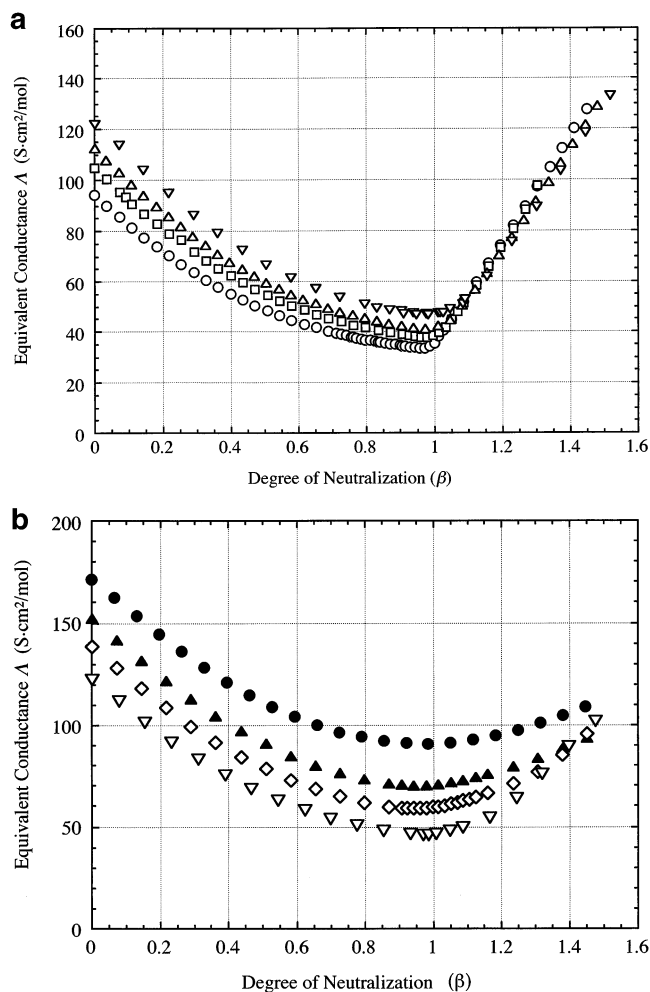 a
160
140
120
100
80
60
40
20
0
Equivalent Conductance Λ (S·cm²/mol)
0 0.2 0.4 0.6 0.8 1 1.2 1.4 1.6
Degree of Neutralization (β)
b
200
150
100
50
0
Equivalent Conductance Λ (S·cm²/mol)
0 0.2 0.4 0.6 0.8 1 1.2 1.4 1.6
Degree of Neutralization (β)